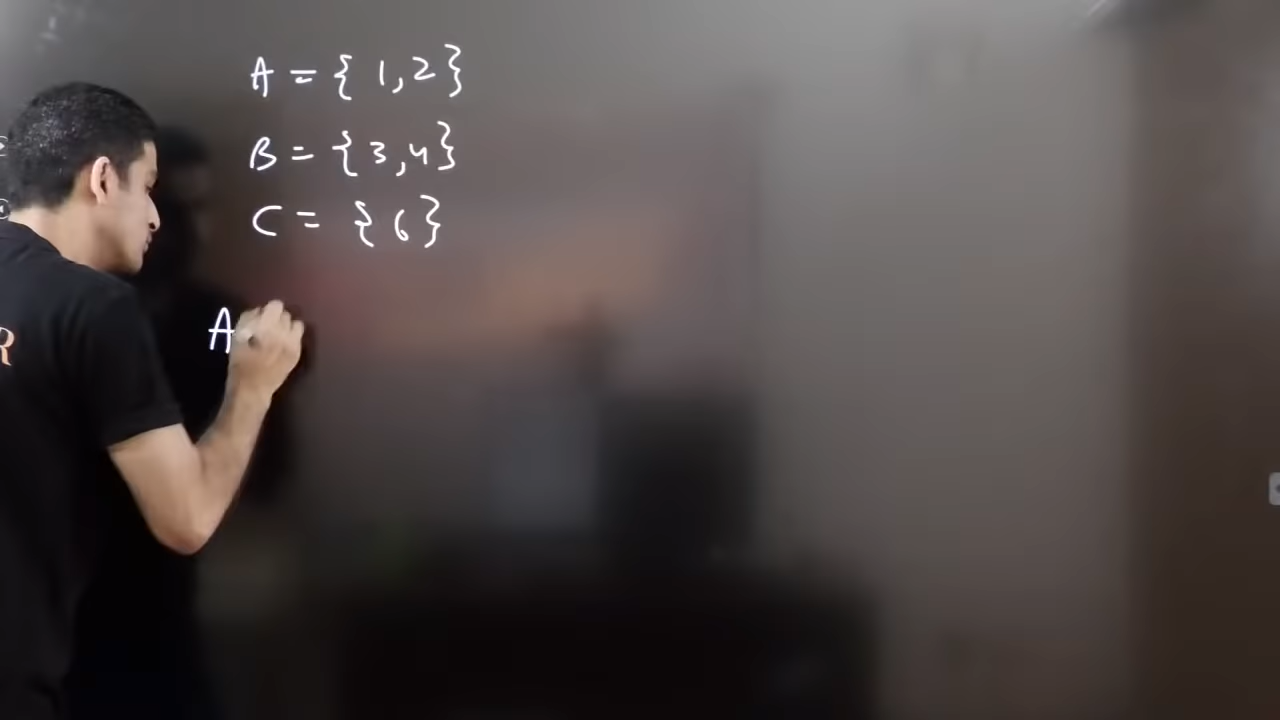 A = { 1, 2 }
B = { 3, 4 }
C = { 6 }
A
R